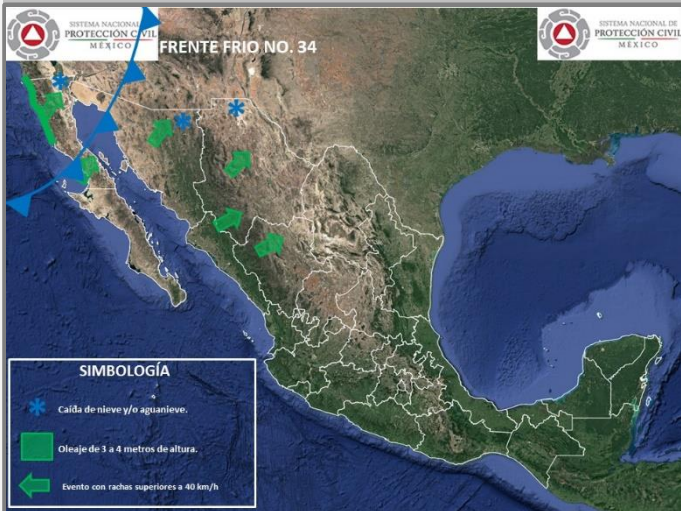 SISTEMA NACIONAL DE
PROTECCIÓN CIVIL
MÉXICO
FRENTE FRIO NO. 34
SISTEMA NACIONAL DE
PROTECCIÓN CIVIL
MÉXICO
SIMBOLOGÍA
Caída de nieve y/o aguanieve.
Oleaje de 3 a 4 metros de altura.
Evento con rachas superiores a 40 km/h